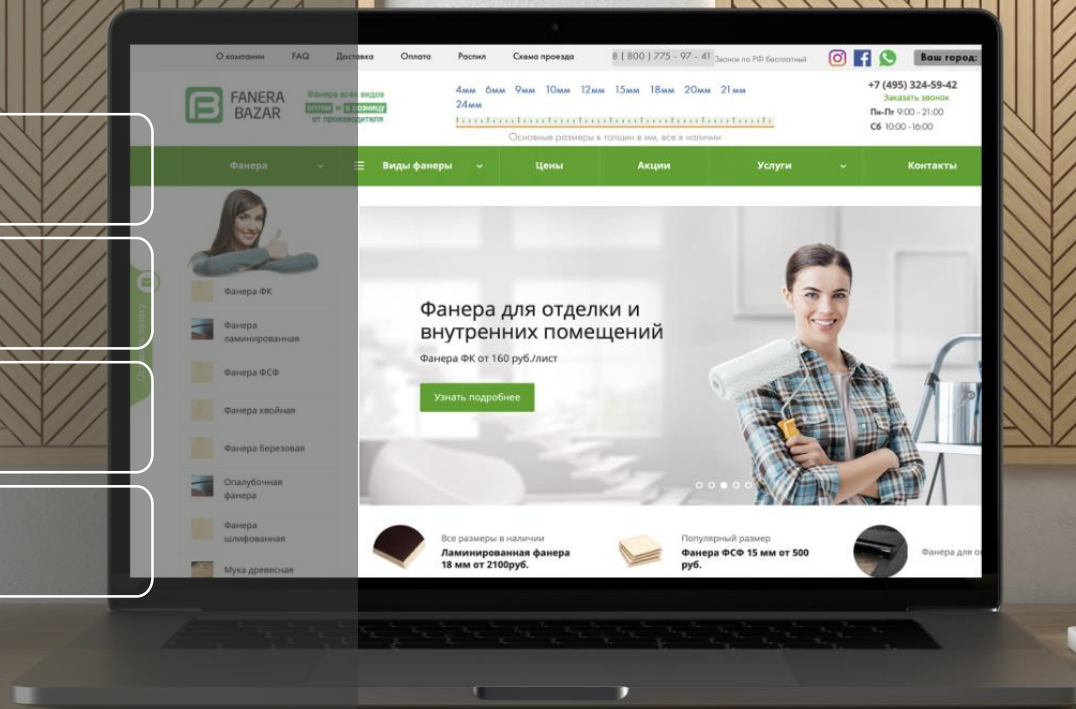 О компании FAQ Доставка Оплата Распил Схема проезда 8 ( 800 ) 775 - 97 - 41 Звонок по РФ бесплатный Ваш город:
FANERA
BAZAR
Фанера всех видов
оптом и в розницу
от производителя
4мм 6мм 9мм 10мм 12мм 15мм 18мм 20мм 21мм
24мм
Основные размеры и толщин в мм, все в наличии
+7 (495) 324-59-42
Заказать звонок
Пн-Пт 9:00 - 21:00
Сб 10:00 - 16:00
Фанера Виды фанеры Цены Акции Услуги Контакты
Фанера ФК
Фанера
ламинированная
Фанера ФСФ
Фанера хвойная
Фанера березовая
Опалубочная
фанера
Фанера
шлифованная
Мука древесная
Фанера для отделки и
внутренних помещений
Фанера ФК от 160 руб./лист
Узнать подробнее
Все размеры в наличии
Ламинированная фанера
18 мм от 2100руб.
Популярный размер
Фанера ФСФ 15 мм от 500
руб.
Фанера для